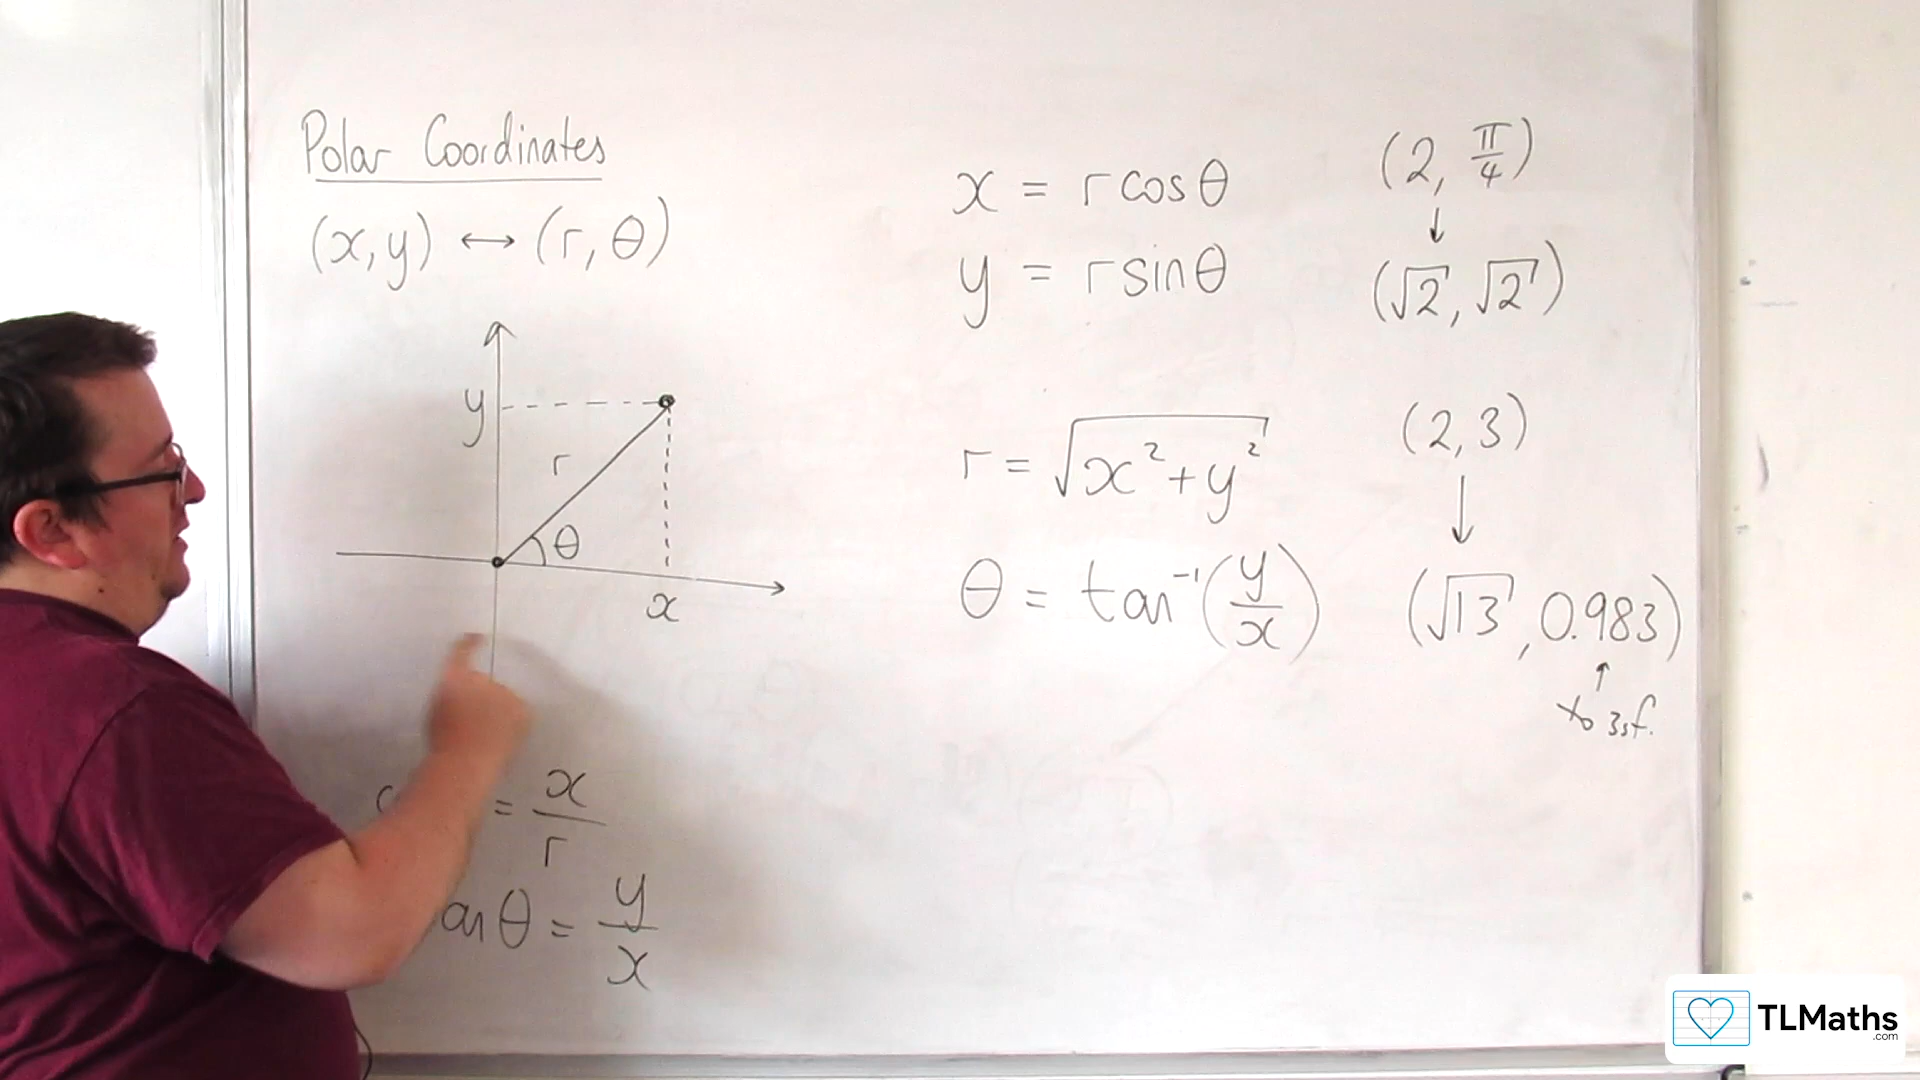 Polar Coordinates
(x,y) ↔ (r, θ)
y
r
θ
x
= x/r
an θ = y/x
x = r cos θ
y = r sin θ
r = √(x² + y²)
θ = tan⁻¹(y/x)
(2, π/4)
↓
(√2, √2)
(2, 3)
↓
(√13, 0.983)
↑
to 3sf.
TLMaths
.com